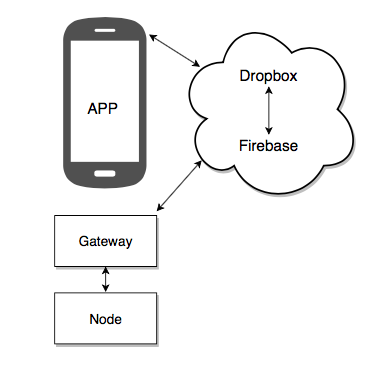 APP
Dropbox
Firebase
Gateway
Node